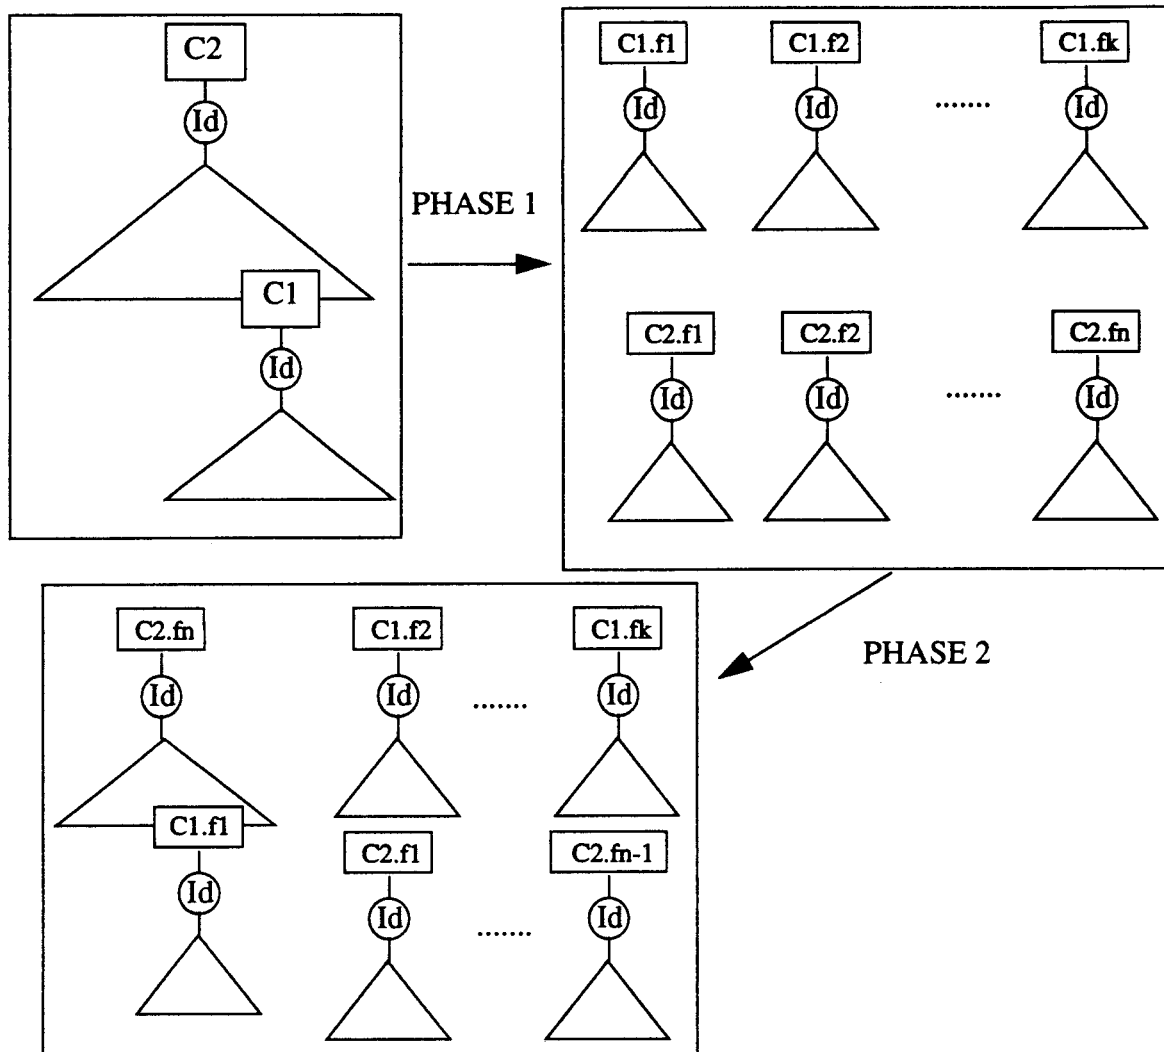 C2
Id
C1
Id
PHASE 1
C1.f1 C1.f2 C1.fk
Id Id ....... Id
C2.f1 C2.f2 C2.fn
Id Id ....... Id
PHASE 2
C2.fn C1.f2 C1.fk
Id Id ....... Id
C1.f1 C2.f1 C2.fn-1
Id Id ....... Id